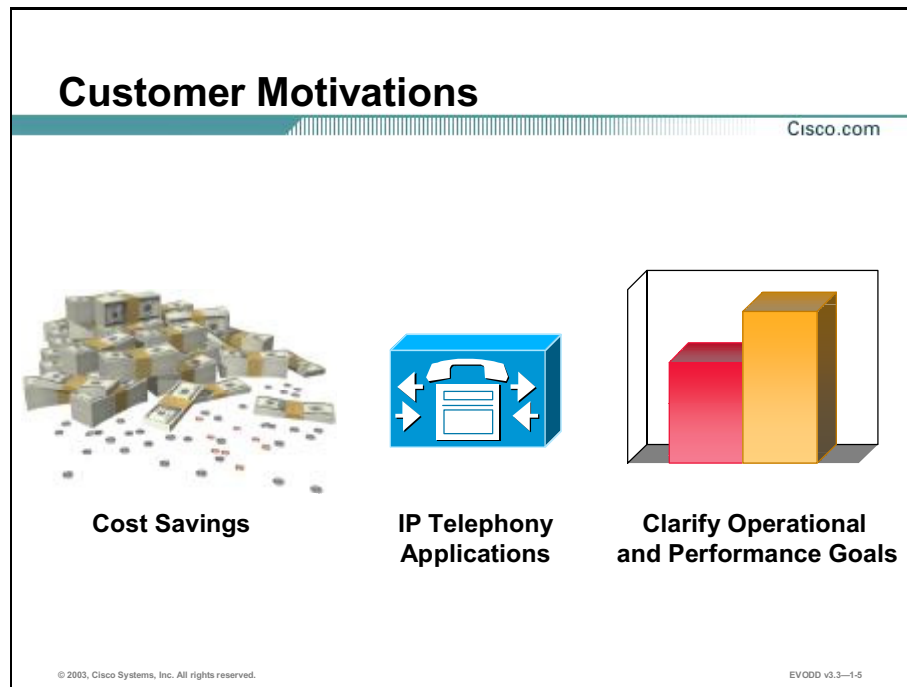 Customer Motivations
Cisco.com
Cost Savings
IP Telephony
Applications
Clarify Operational
and Performance Goals
© 2003, Cisco Systems, Inc. All rights reserved.
EVODD v3.3—1-5